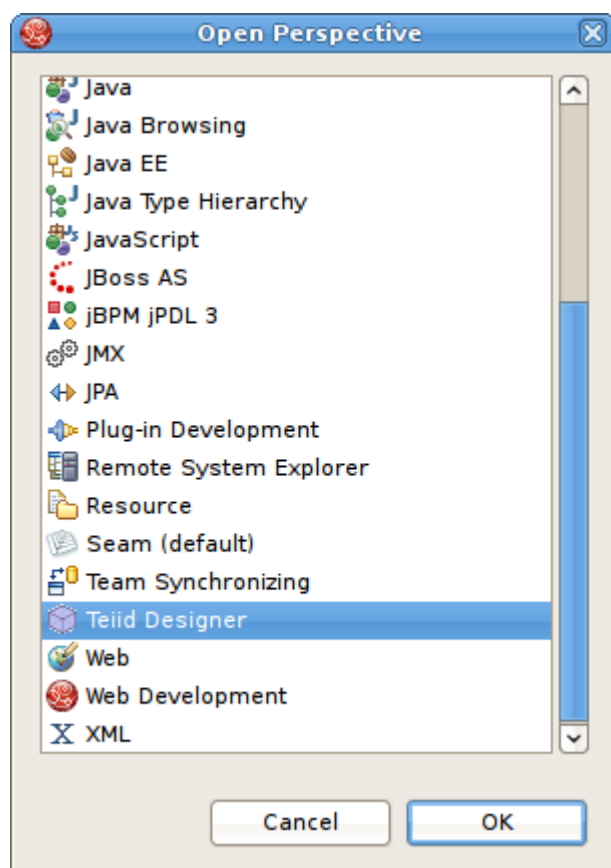 Open Perspective
Java
Java Browsing
Java EE
Java Type Hierarchy
JavaScript
JBoss AS
jBPM jPDL 3
JMX
JPA
Plug-in Development
Remote System Explorer
Resource
Seam (default)
Team Synchronizing
Teiid Designer
Web
Web Development
XML
Cancel OK